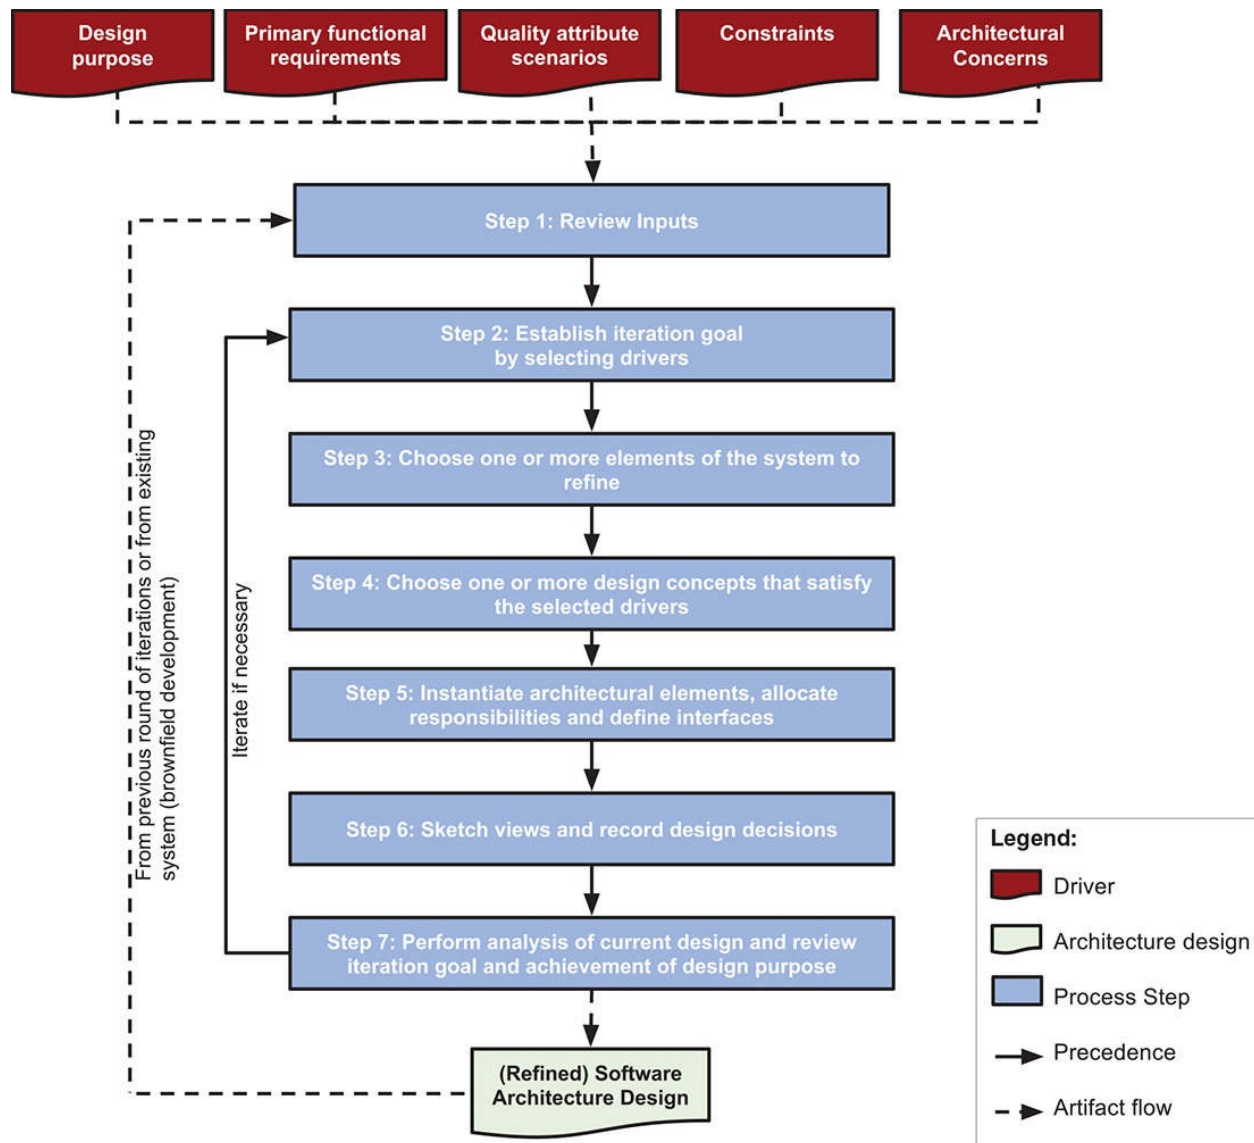 Design
purpose
Primary functional
requirements
Quality attribute
scenarios
Constraints
Architectural
Concerns
Step 1: Review Inputs
Step 2: Establish iteration goal
by selecting drivers
Step 3: Choose one or more elements of the system to
refine
Step 4: Choose one or more design concepts that satisfy
the selected drivers
Step 5: Instantiate architectural elements, allocate
responsibilities and define interfaces
Step 6: Sketch views and record design decisions
Step 7: Perform analysis of current design and review
iteration goal and achievement of design purpose
(Refined) Software
Architecture Design
From previous round of iterations or from existing
system (brownfield development)
Iterate if necessary
Legend:
Driver
Architecture design
Process Step
Precedence
Artifact flow